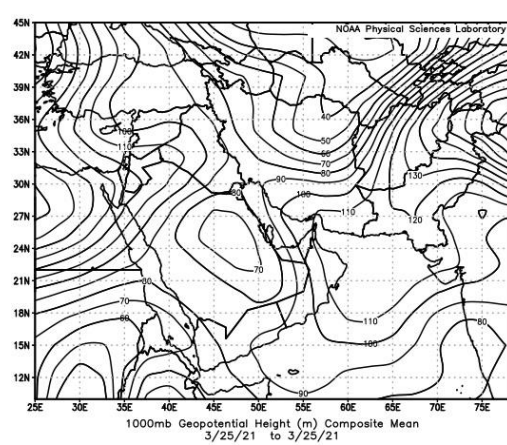 NOAA Physical Sciences Laboratory
45N
42N
39N
36N
33N
30N
27N
24N
21N
18N
15N
12N
100
110
40
50
60
70
80
80
90
100
110
130
120
70
80
70
60
110
100
90
80
25E 30E 35E 40E 45E 50E 55E 60E 65E 70E 75E
1000mb Geopotential Height (m) Composite Mean
3/25/21 to 3/25/21